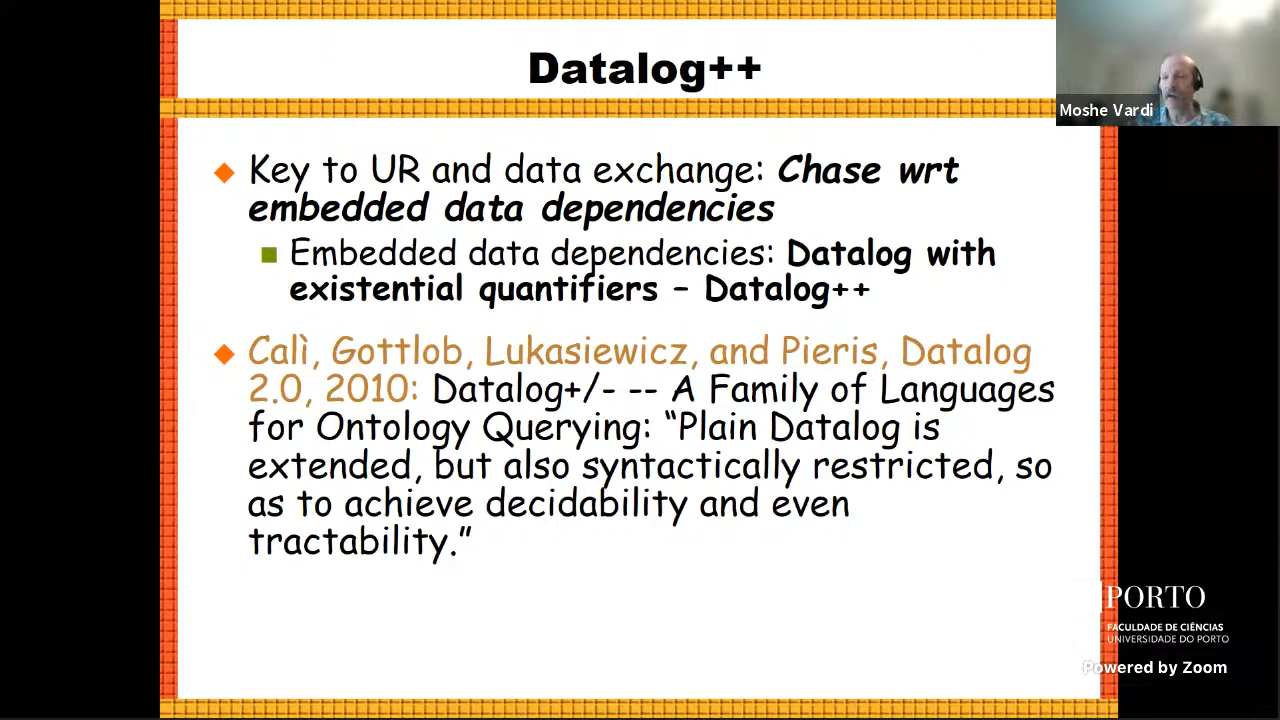 Datalog++
Moshe Vardi
Key to UR and data exchange: Chase wrt
embedded data dependencies
Embedded data dependencies: Datalog with
existential quantifiers – Datalog++
Calì, Gottlob, Lukasiewicz, and Pieris, Datalog
2.0, 2010: Datalog+/- -- A Family of Languages
for Ontology Querying: “Plain Datalog is
extended, but also syntactically restricted, so
as to achieve decidability and even
tractability.”
PORTO
FACULDADE DE CIÊNCIAS
UNIVERSIDADE DO PORTO
Powered by Zoom